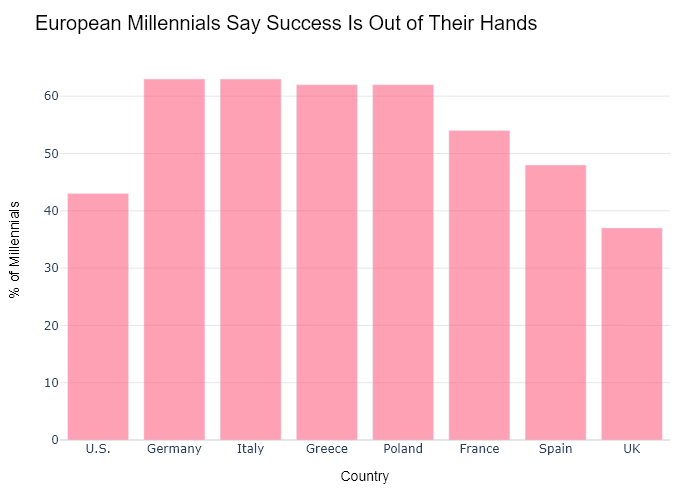 European Millennials Say Success Is Out of Their Hands
% of Millennials
60
50
40
30
20
10
0
U.S. Germany Italy Greece Poland France Spain UK
Country